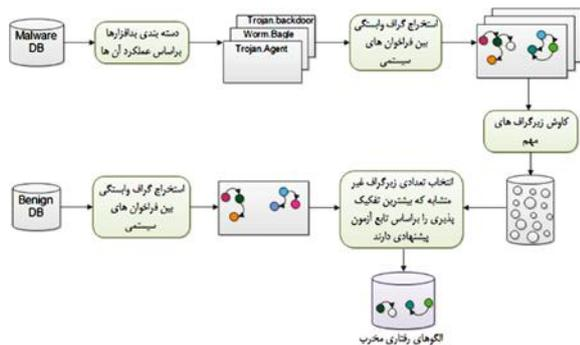 Malware
DB
دسته بندی بدافزارها
براساس عملکرد آن ها
Trojan.backdoor
Worm.Bagle
Trojan.Agent
استخراج گراف وابستگی
بین فراخوان های
سیستمی
کاوش زیرگراف های
مهم
Benign
DB
استخراج گراف وابستگی
بین فراخوان های
سیستمی
انتخاب تعدادی زیرگراف غیر
متشابه که بیشترین تفکیک
پذیری را براساس تابع آزمون
پیشنهادی دارند
الگوهای رفتاری مخرب